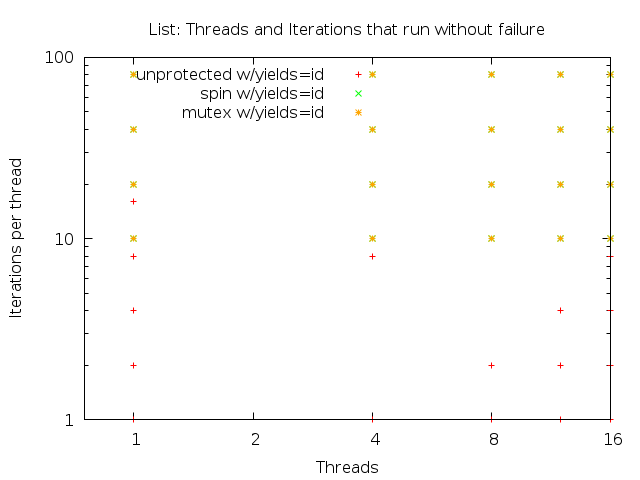 List: Threads and Iterations that run without failure
100
unprotected w/yields=id
spin w/yields=id
mutex w/yields=id
Iterations per thread
10
1
1 2 4 8 16
Threads